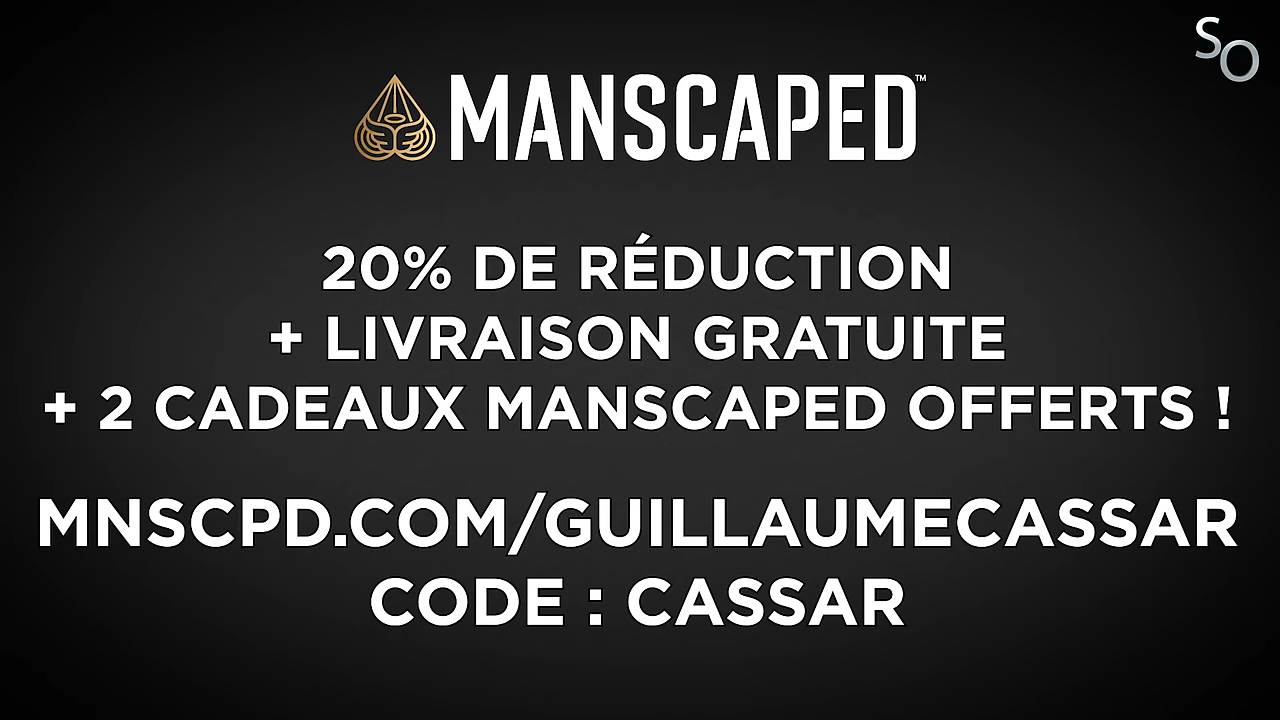 SO
MANSCAPED™
20% DE RÉDUCTION
+ LIVRAISON GRATUITE
+ 2 CADEAUX MANSCAPED OFFERTS !
MNSCPD.COM/GUILLAUMECASSAR
CODE : CASSAR